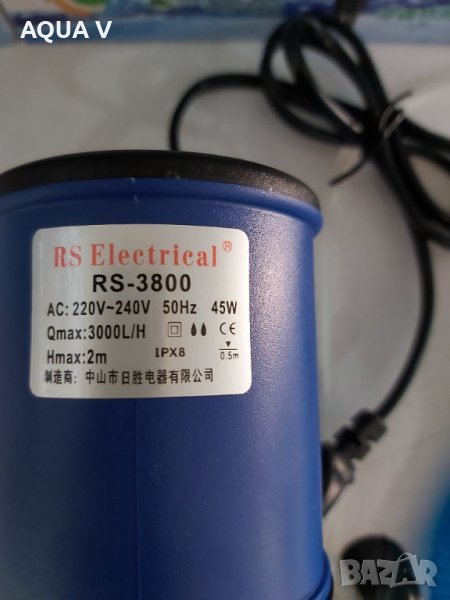 AQUA V
RS Electrical®
RS-3800
AC: 220V~240V 50Hz 45W
Qmax: 3000L/H CE
Hmax: 2m IPX8 0.5m
制造商: 中山市日胜电器有限公司
BAZAR